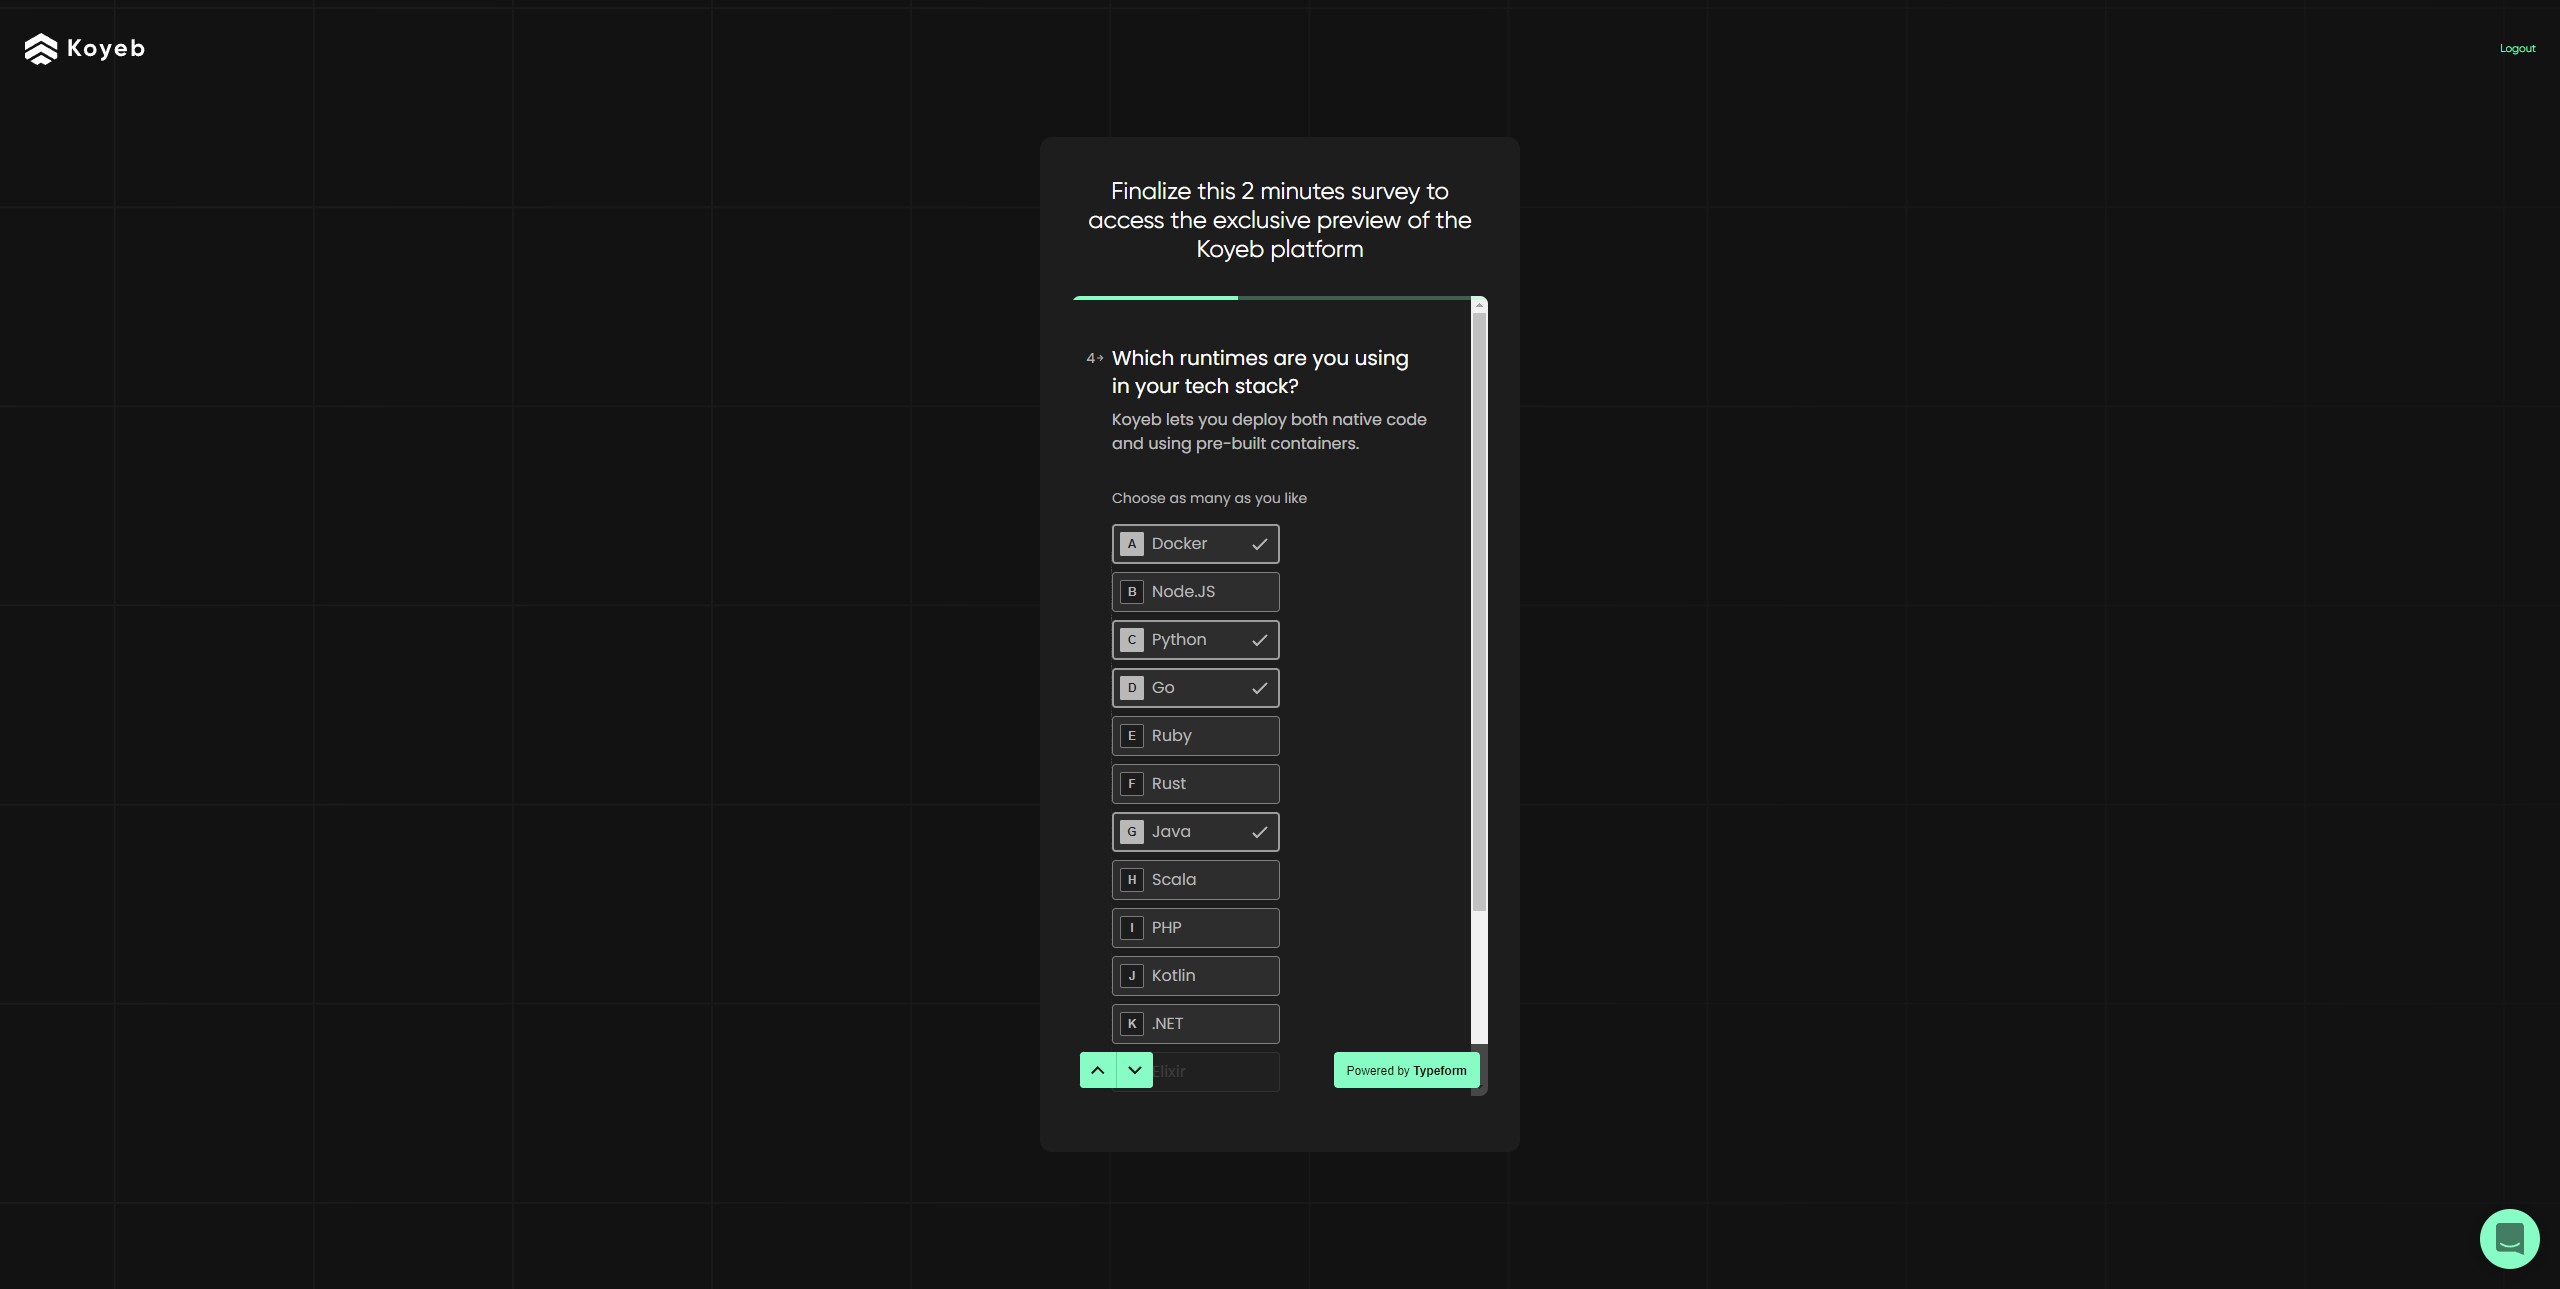 Koyeb
Logout
Finalize this 2 minutes survey to
access the exclusive preview of the
Koyeb platform
4
Which runtimes are you using
in your tech stack?
Koyeb lets you deploy both native code
and using pre-built containers.
Choose as many as you like
A Docker
B Node.JS
C Python
D Go
E Ruby
F Rust
G Java
H Scala
I PHP
J Kotlin
K .NET
Elixir
Powered by Typeform